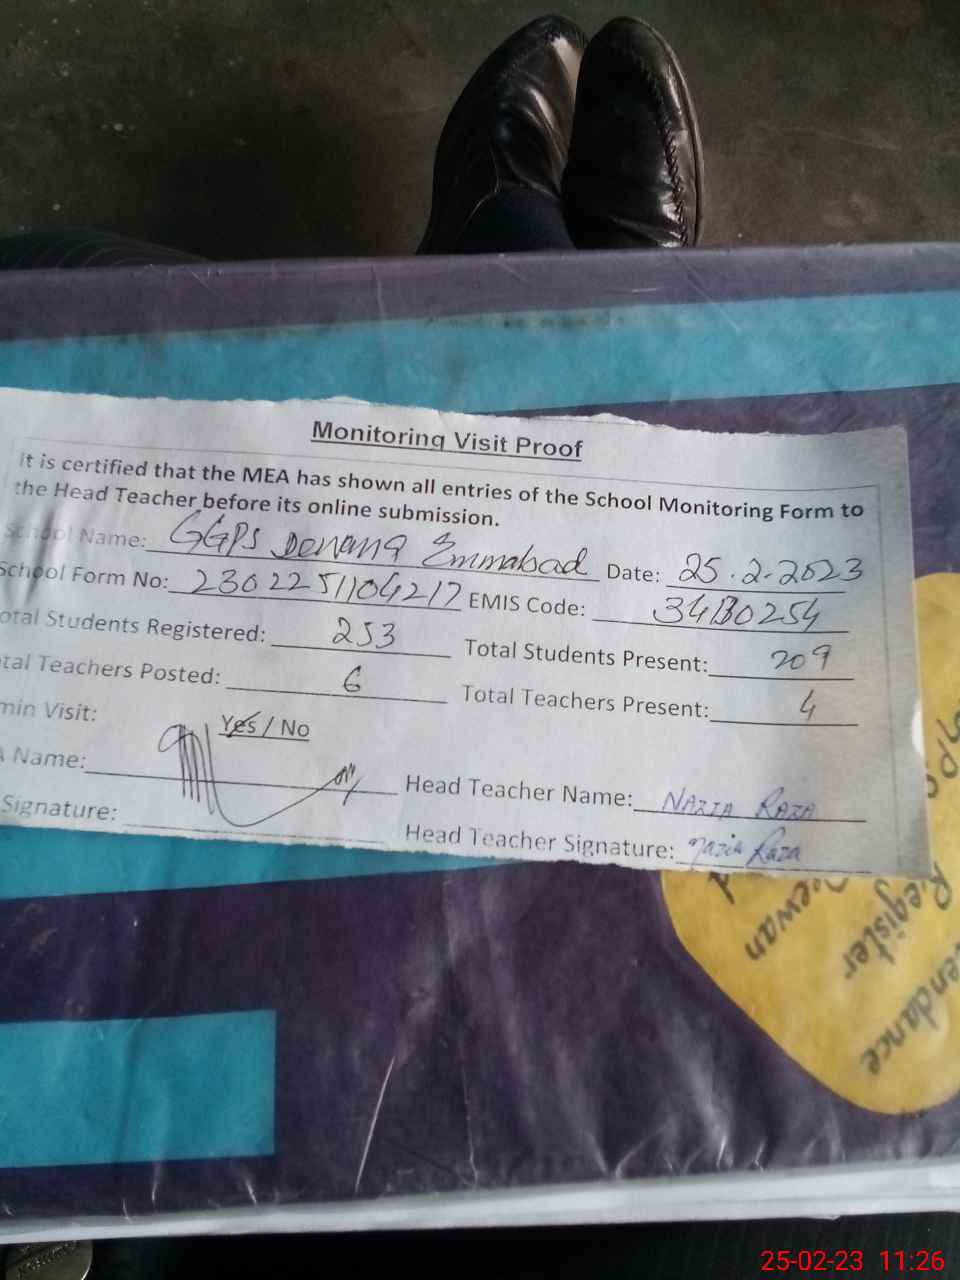 Monitoring Visit Proof
It is certified that the MEA has shown all entries of the School Monitoring Form to
the Head Teacher before its online submission.
School Name: GGPS Dewana Emmabad Date: 25.2.2023
School Form No: 23022511104217 EMIS Code: 34130254
otal Students Registered: 253 Total Students Present: 209
tal Teachers Posted: 6 Total Teachers Present: 4
min Visit: Yes / No
A Name: Head Teacher Name: NAZIA RAZA
Signature: Head Teacher Signature: Nazia Raza
endance
Register
Dewan
25-02-23 11:26